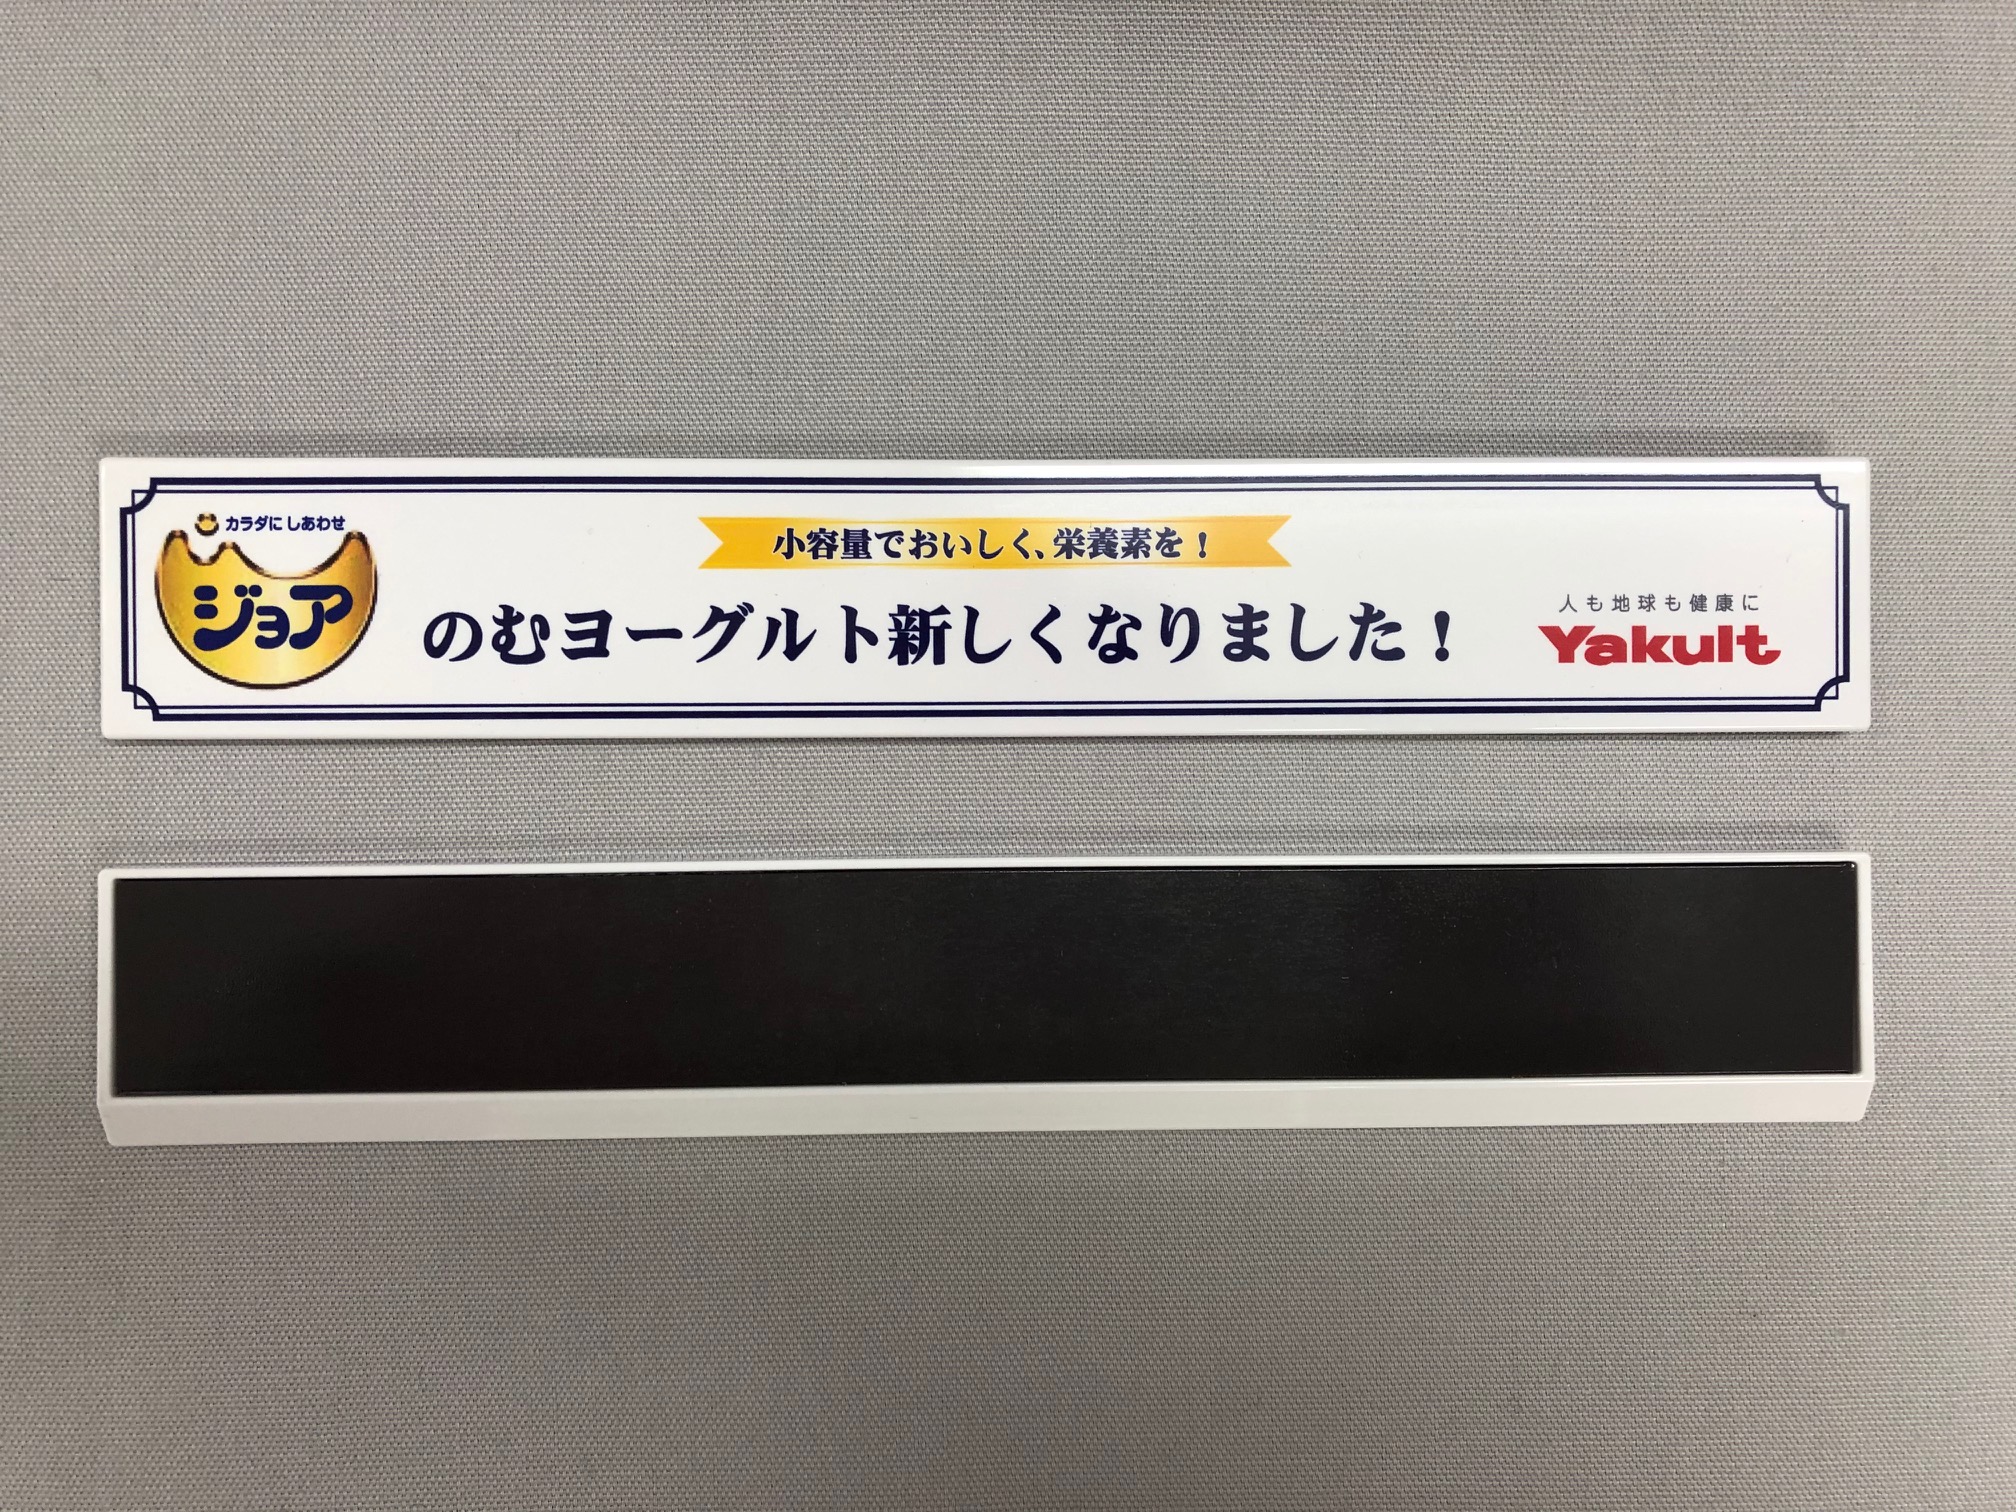 カラダに しあわせ
ジョア
小容量でおいしく、栄養素を！
のむヨーグルト新しくなりました！
人も地球も健康に
Yakult